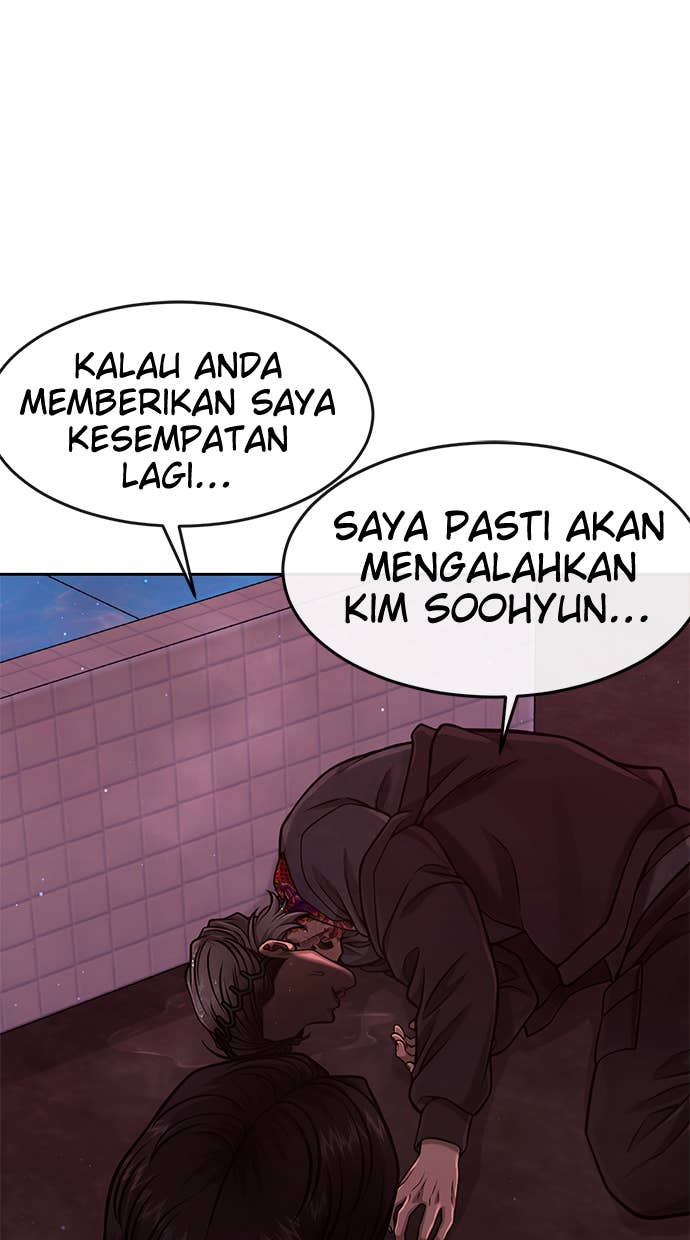 KALAU ANDA
MEMBERIKAN SAYA
KESEMPATAN
LAGI...
SAYA PASTI AKAN
MENGALAHKAN
KIM SOOHYUN...